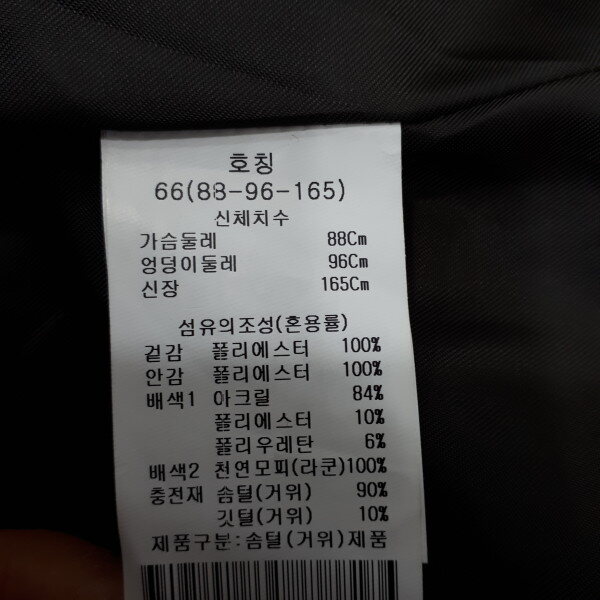 호칭
66(88-96-165)
신체치수
가슴둘레 88Cm
엉덩이둘레 96Cm
신장 165Cm
섬유의조성(혼용률)
겉감 폴리에스터 100%
안감 폴리에스터 100%
배색1 아크릴 84%
폴리에스터 10%
폴리우레탄 6%
배색2 천연모피(라쿤)100%
충전재 솜털(거위) 90%
깃털(거위) 10%
제품구분:솜털(거위)제품